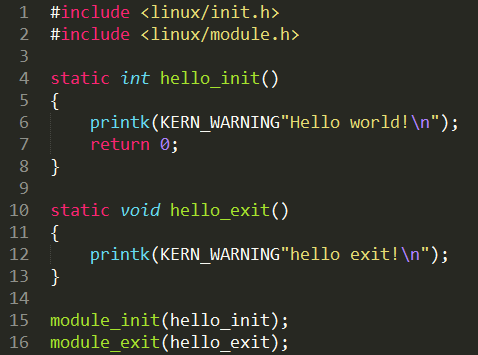 1 #include <linux/init.h>
2 #include <linux/module.h>
3
4 static int hello_init()
5 {
6     printk(KERN_WARNING"Hello world!\n");
7     return 0;
8 }
9
10 static void hello_exit()
11 {
12     printk(KERN_WARNING"hello exit!\n");
13 }
14
15 module_init(hello_init);
16 module_exit(hello_exit);